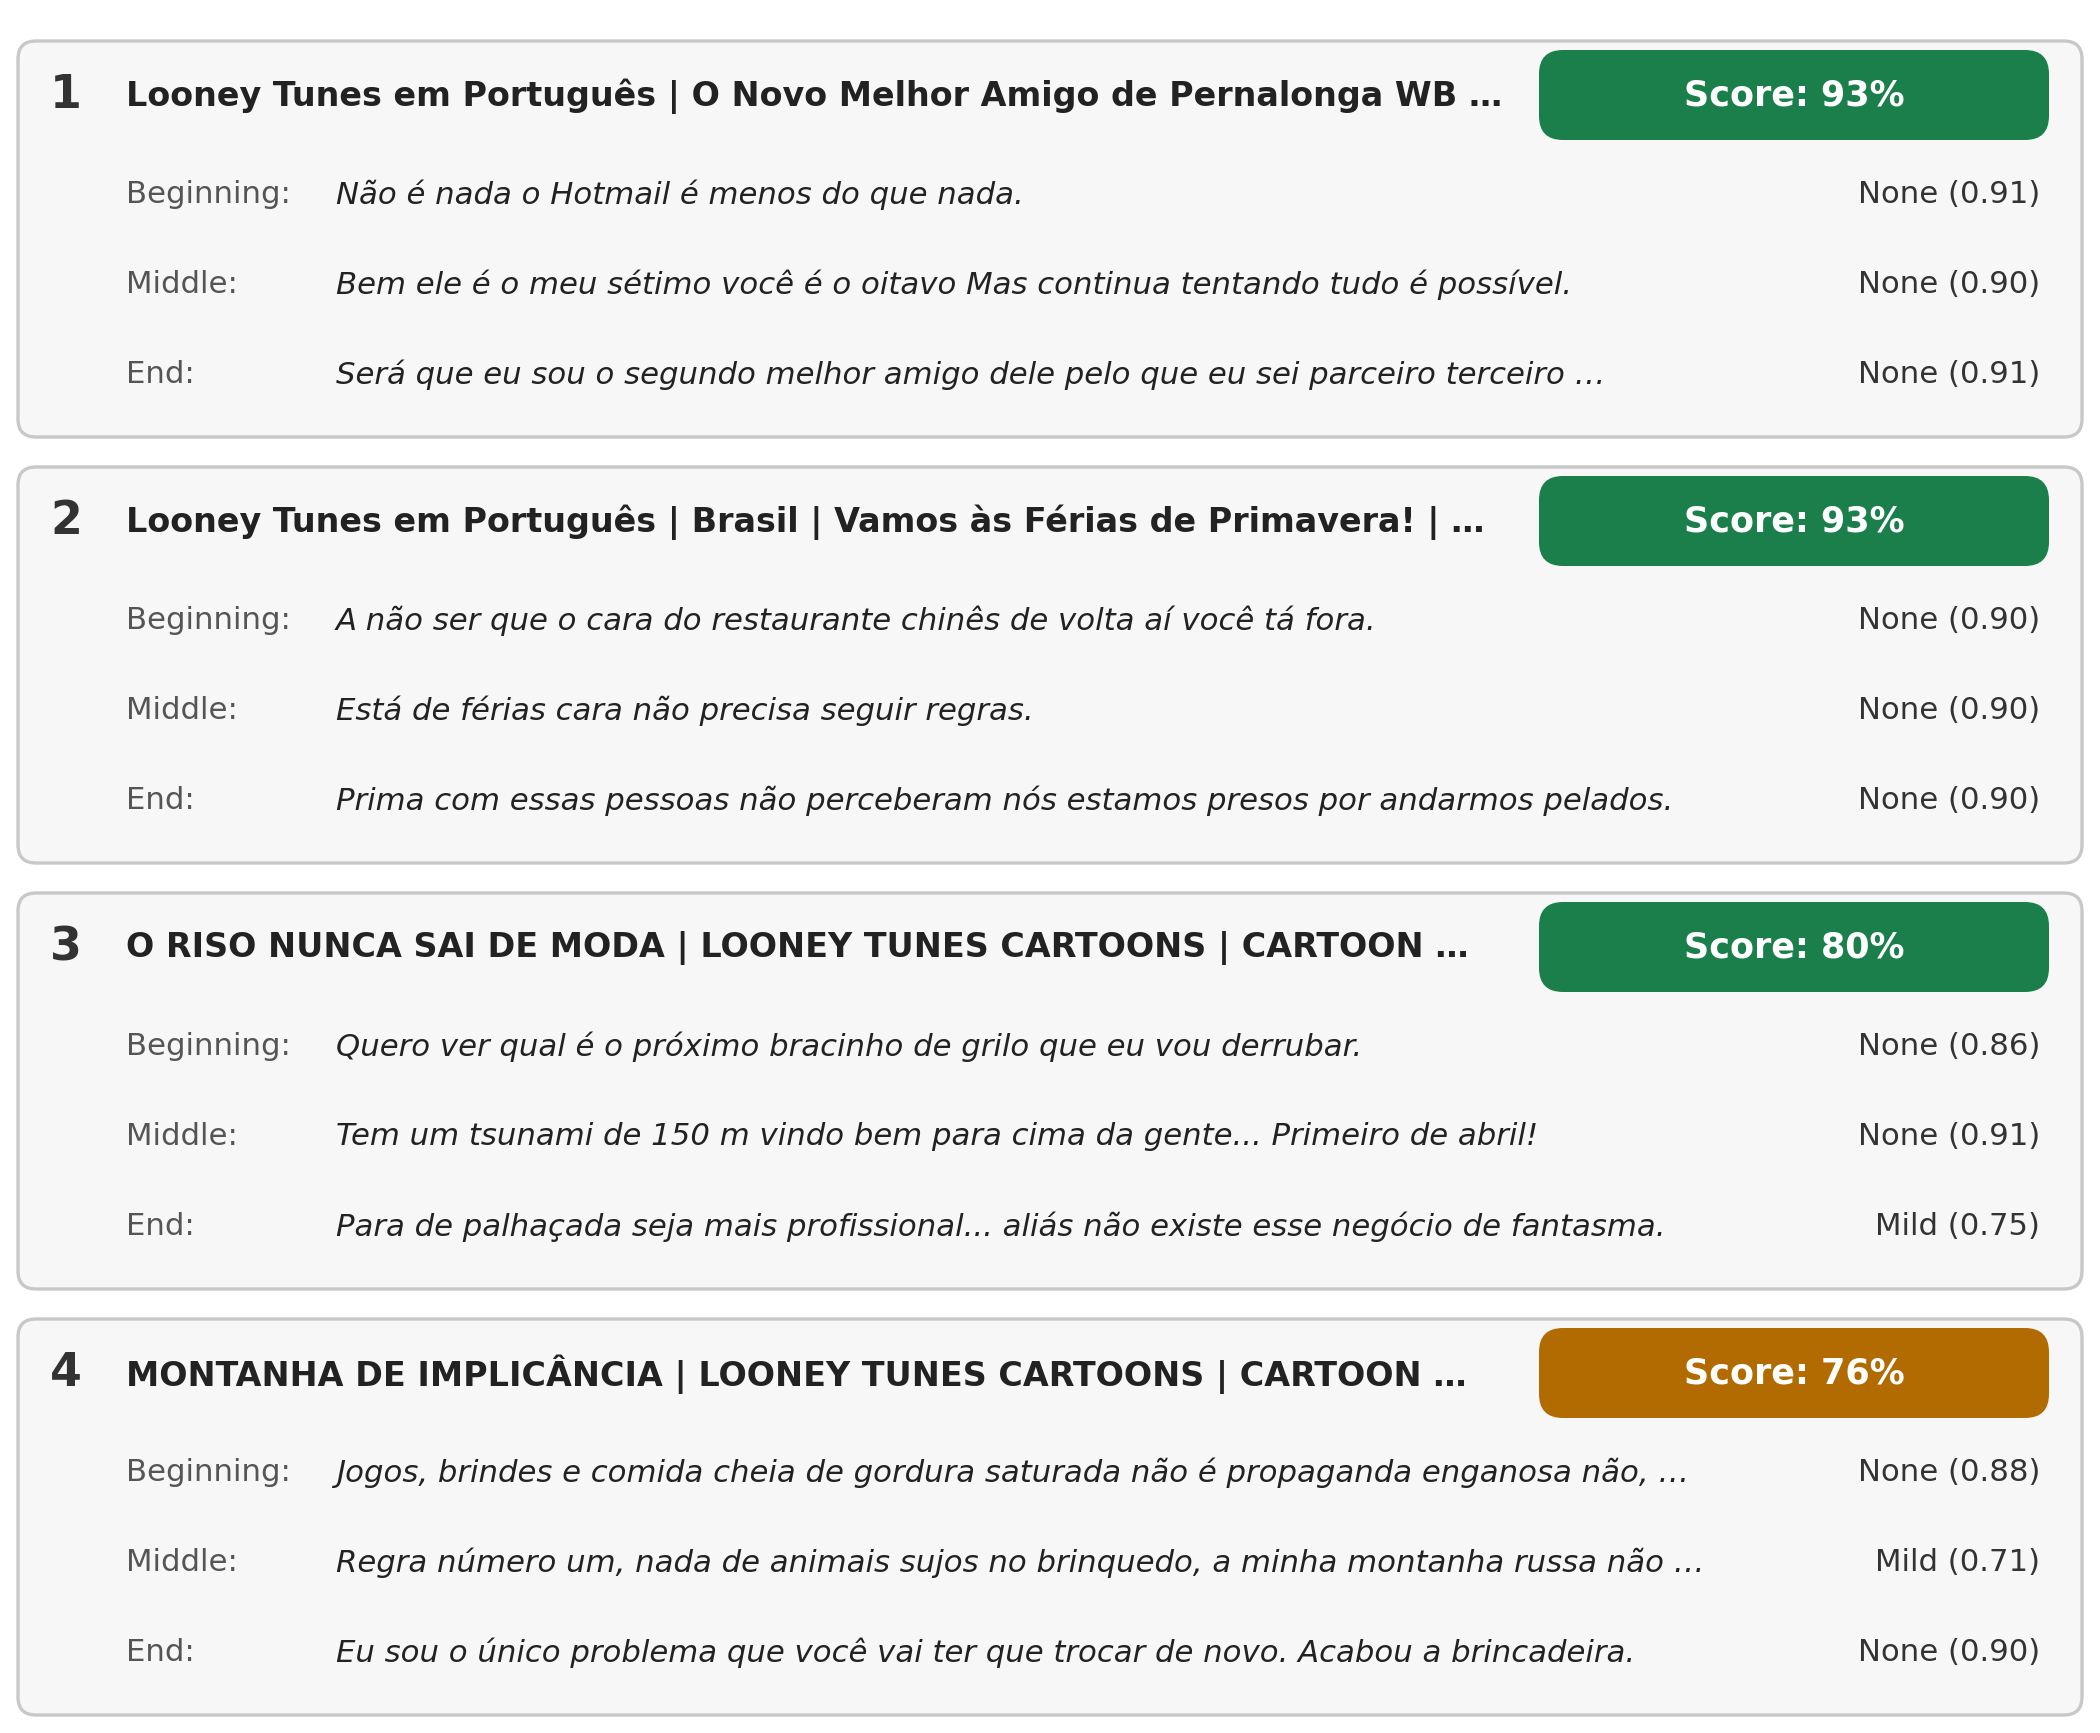 1 Looney Tunes em Português | O Novo Melhor Amigo de Pernalonga WB ... Score: 93%
Beginning: Não é nada o Hotmail é menos do que nada. None (0.91)
Middle: Bem ele é o meu sétimo você é o oitavo Mas continua tentando tudo é possível. None (0.90)
End: Será que eu sou o segundo melhor amigo dele pelo que eu sei parceiro terceiro ... None (0.91)
2 Looney Tunes em Português | Brasil | Vamos às Férias de Primavera! | ... Score: 93%
Beginning: A não ser que o cara do restaurante chinês de volta aí você tá fora. None (0.90)
Middle: Está de férias cara não precisa seguir regras. None (0.90)
End: Prima com essas pessoas não perceberam nós estamos presos por andarmos pelados. None (0.90)
3 O RISO NUNCA SAI DE MODA | LOONEY TUNES CARTOONS | CARTOON ... Score: 80%
Beginning: Quero ver qual é o próximo bracinho de grilo que eu vou derrubar. None (0.86)
Middle: Tem um tsunami de 150 m vindo bem para cima da gente... Primeiro de abril! None (0.91)
End: Para de palhaçada seja mais profissional... aliás não existe esse negócio de fantasma. Mild (0.75)
4 MONTANHA DE IMPLICÂNCIA | LOONEY TUNES CARTOONS | CARTOON ... Score: 76%
Beginning: Jogos, brindes e comida cheia de gordura saturada não é propaganda enganosa não, ... None (0.88)
Middle: Regra número um, nada de animais sujos no brinquedo, a minha montanha russa não ... Mild (0.71)
End: Eu sou o único problema que você vai ter que trocar de novo. Acabou a brincadeira. None (0.90)